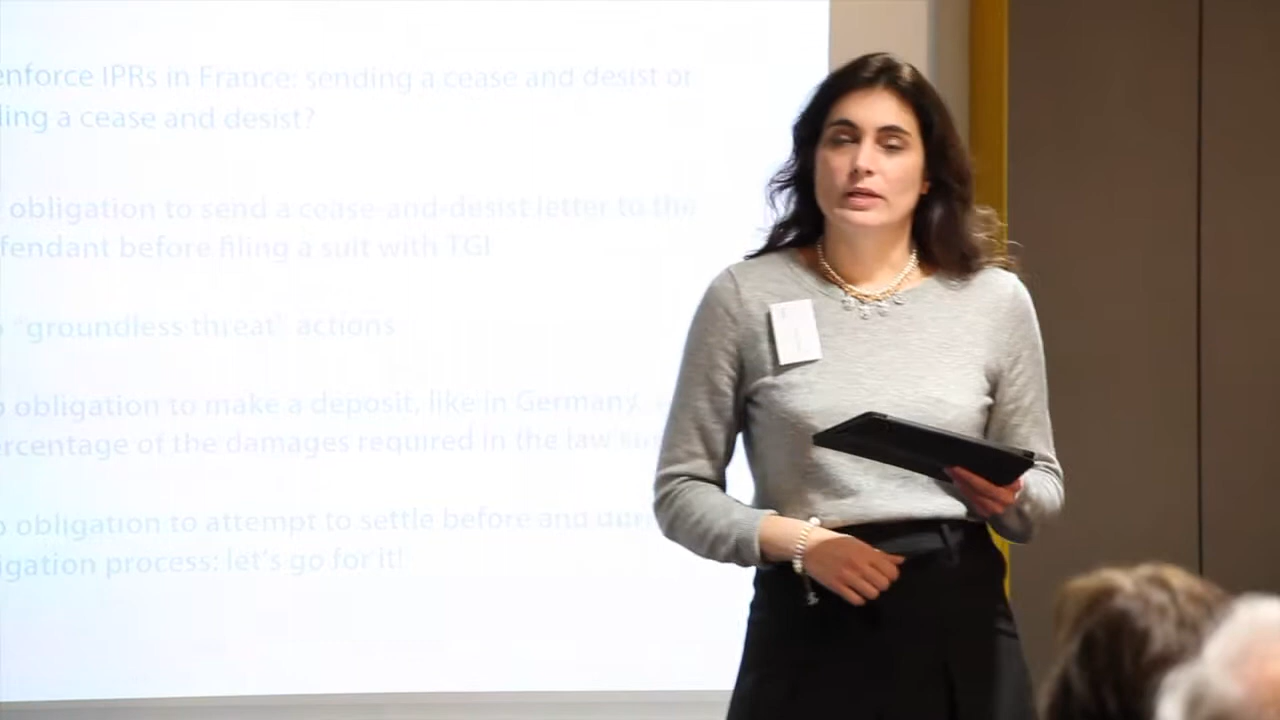 enforce IPRs in France: sending a cease and desist or
ling a cease and desist?
obligation to send a cease-and-desist letter to the
fendant before filing a suit with TGI
"groundless threat" actions
obligation to make a deposit, like in Germany
rcentage of the damages required in the law
obligation to attempt to settle before and
igation process: let's go for it!